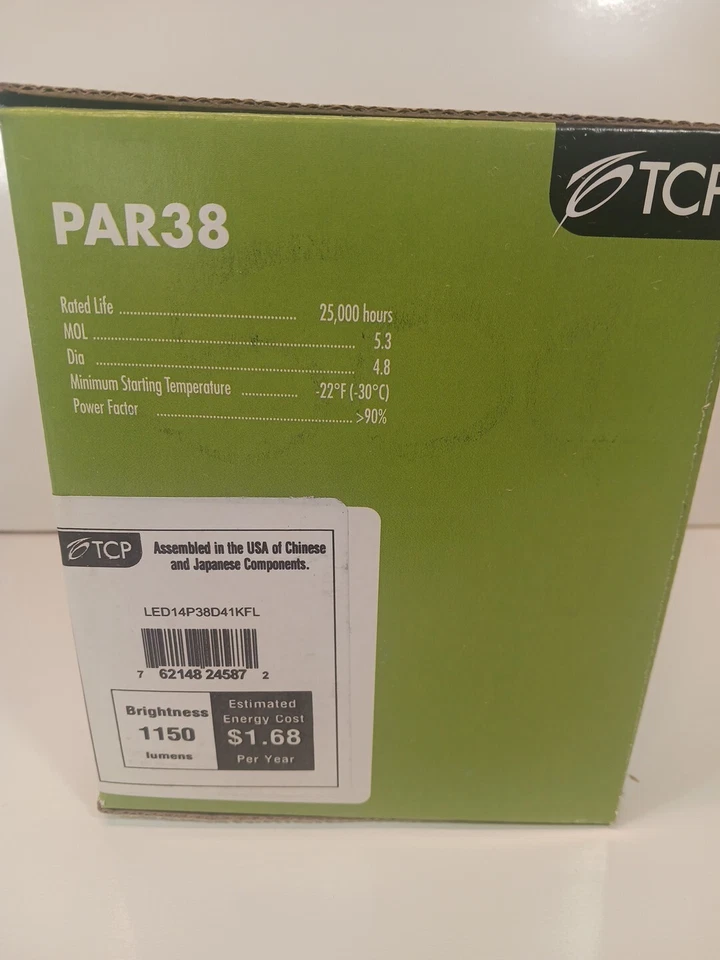 TCP
PAR38
Rated Life ........ 25,000 hours
MOL ........ 5.3
Dia ........ 4.8
Minimum Starting Temperature ........ -22°F (-30°C)
Power Factor ........ >90%
TCP
Assembled in the USA of Chinese
and Japanese Components.
LED14P38D41KFL
7 62148 24587 2
Brightness
1150
lumens
Estimated
Energy Cost
$1.68
Per Year